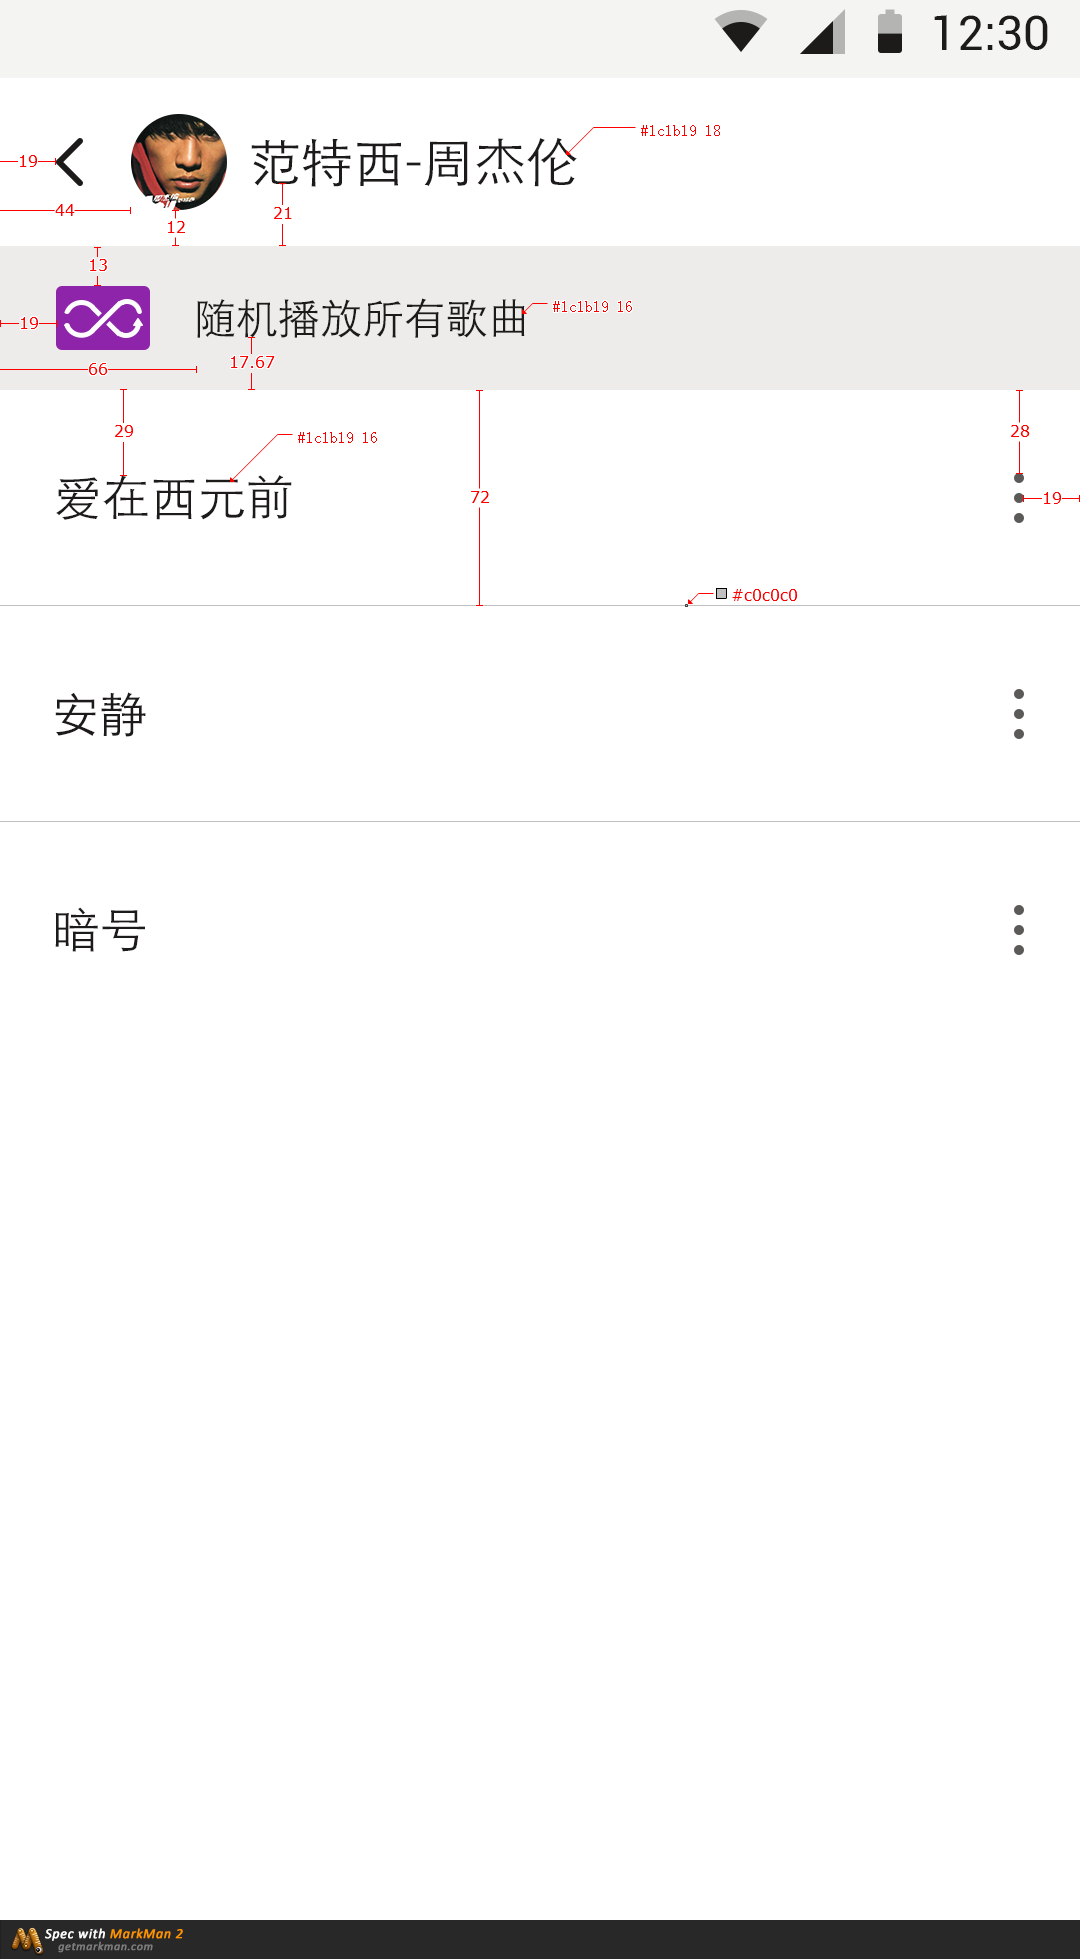 12:30
#1c1b19 18
19
范特西-周杰伦
44
12
21
13
#1c1b19 16
19
随机播放所有歌曲
66
17.67
29
#1c1b19 16
28
爱在西元前
72
19
#c0c0c0
安静
暗号
Spec with MarkMan 2
getmarkman.com